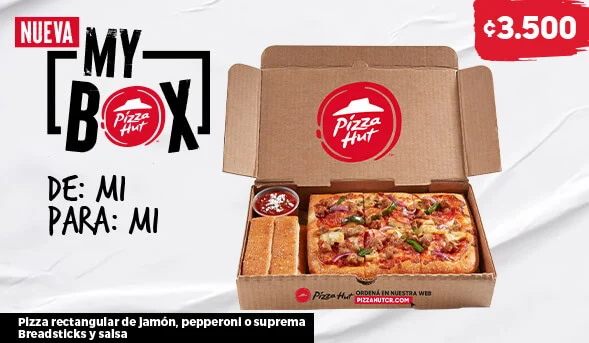 NUEVA
MY
BOX
Pizza
Hut
DE: MI
PARA: MI
¢3.500
Pizza
Hut
Pizza Hut
ORDENÁ EN NUESTRA WEB
PIZZAHUTCR.COM
Pizza rectangular de jamón, pepperoni o suprema
Breadsticks y salsa